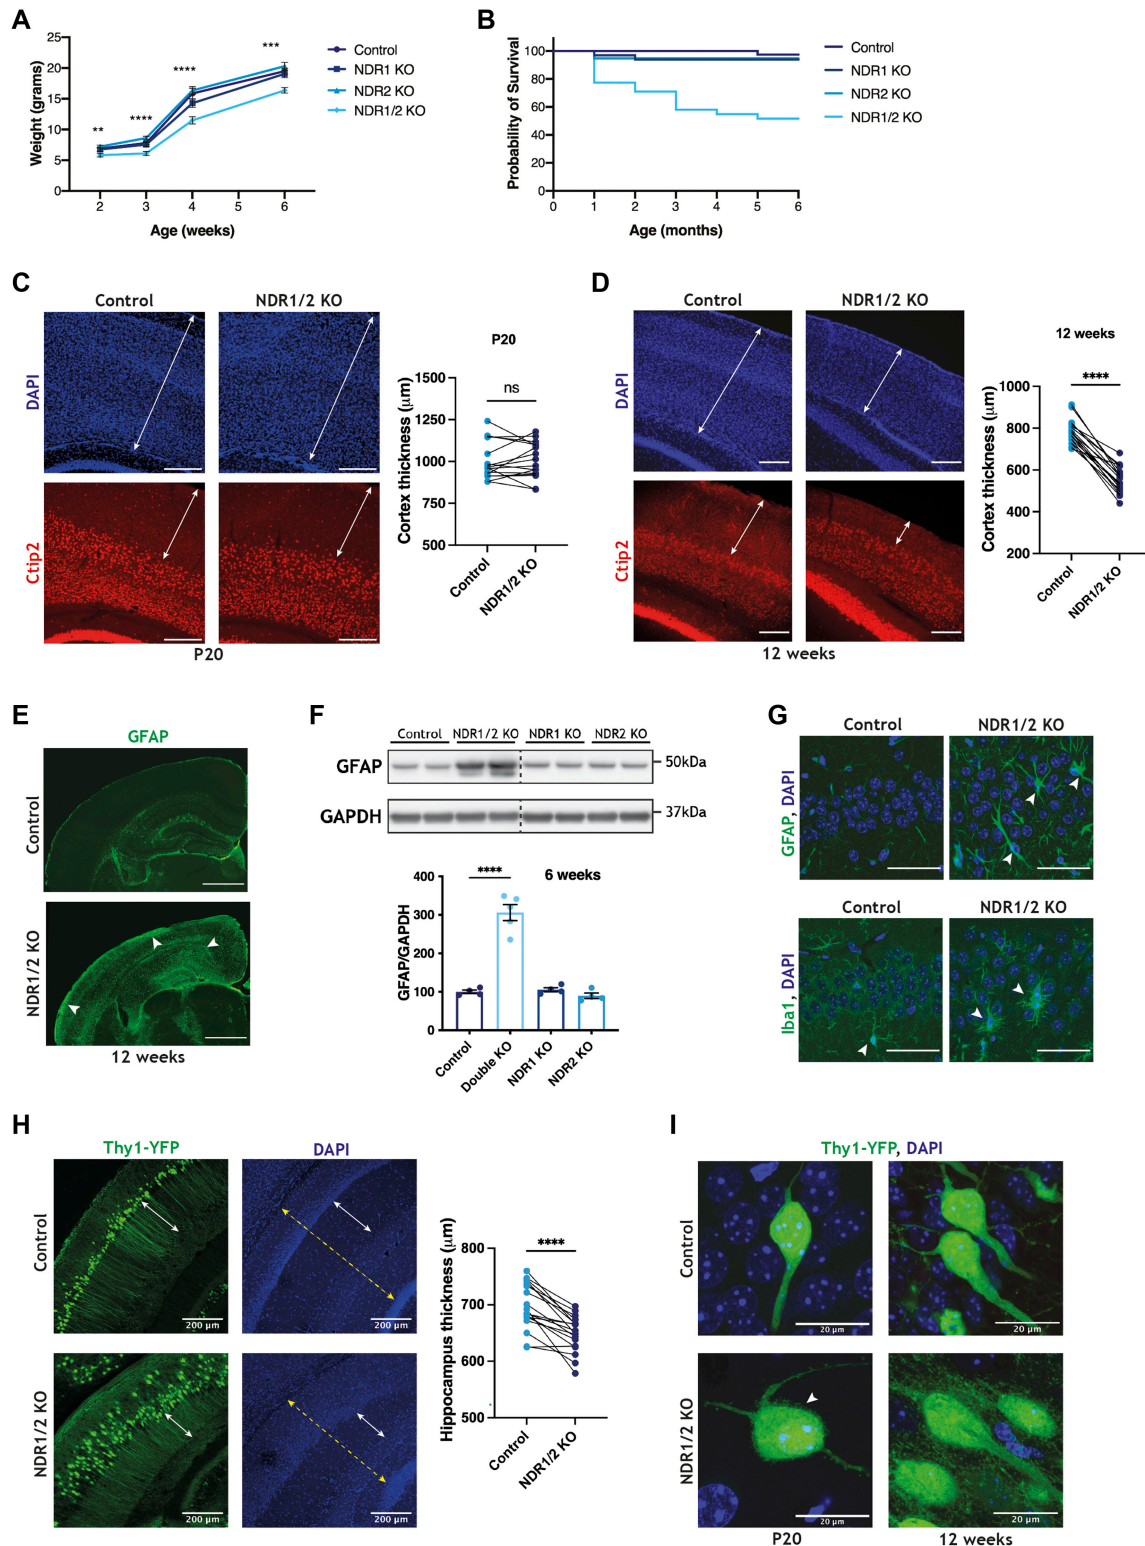 A
Weight (grams)
25
20
15
10
5
0
2
3
4
5
6
Age (weeks)
**
****
****
***
Control
NDR1 KO
NDR2 KO
NDR1/2 KO
B
Probability of Survival
100
80
60
40
20
0
0
1
2
3
4
5
6
Age (months)
Control
NDR1 KO
NDR2 KO
NDR1/2 KO
C
Control
NDR1/2 KO
DAPI
Ctip2
P20
P20
Cortex thickness (µm)
1500
1250
1000
750
500
ns
Control
NDR1/2 KO
D
Control
NDR1/2 KO
DAPI
Ctip2
12 weeks
12 weeks
Cortex thickness (µm)
1000
800
600
400
200
****
Control
NDR1/2 KO
E
GFAP
Control
NDR1/2 KO
12 weeks
F
Control
NDR1/2 KO
NDR1 KO
NDR2 KO
GFAP
50kDa
GAPDH
37kDa
6 weeks
GFAP/GAPDH
400
300
200
100
0
****
Control
Double KO
NDR1 KO
NDR2 KO
G
Control
NDR1/2 KO
GFAP, DAPI
Control
NDR1/2 KO
Iba1, DAPI
H
Thy1-YFP
DAPI
Control
200 µm
200 µm
NDR1/2 KO
200 µm
200 µm
Hippocampus thickness (µm)
800
700
600
500
****
Control
NDR1/2 KO
I
Thy1-YFP, DAPI
Control
20 µm
20 µm
NDR1/2 KO
20 µm
20 µm
P20
12 weeks